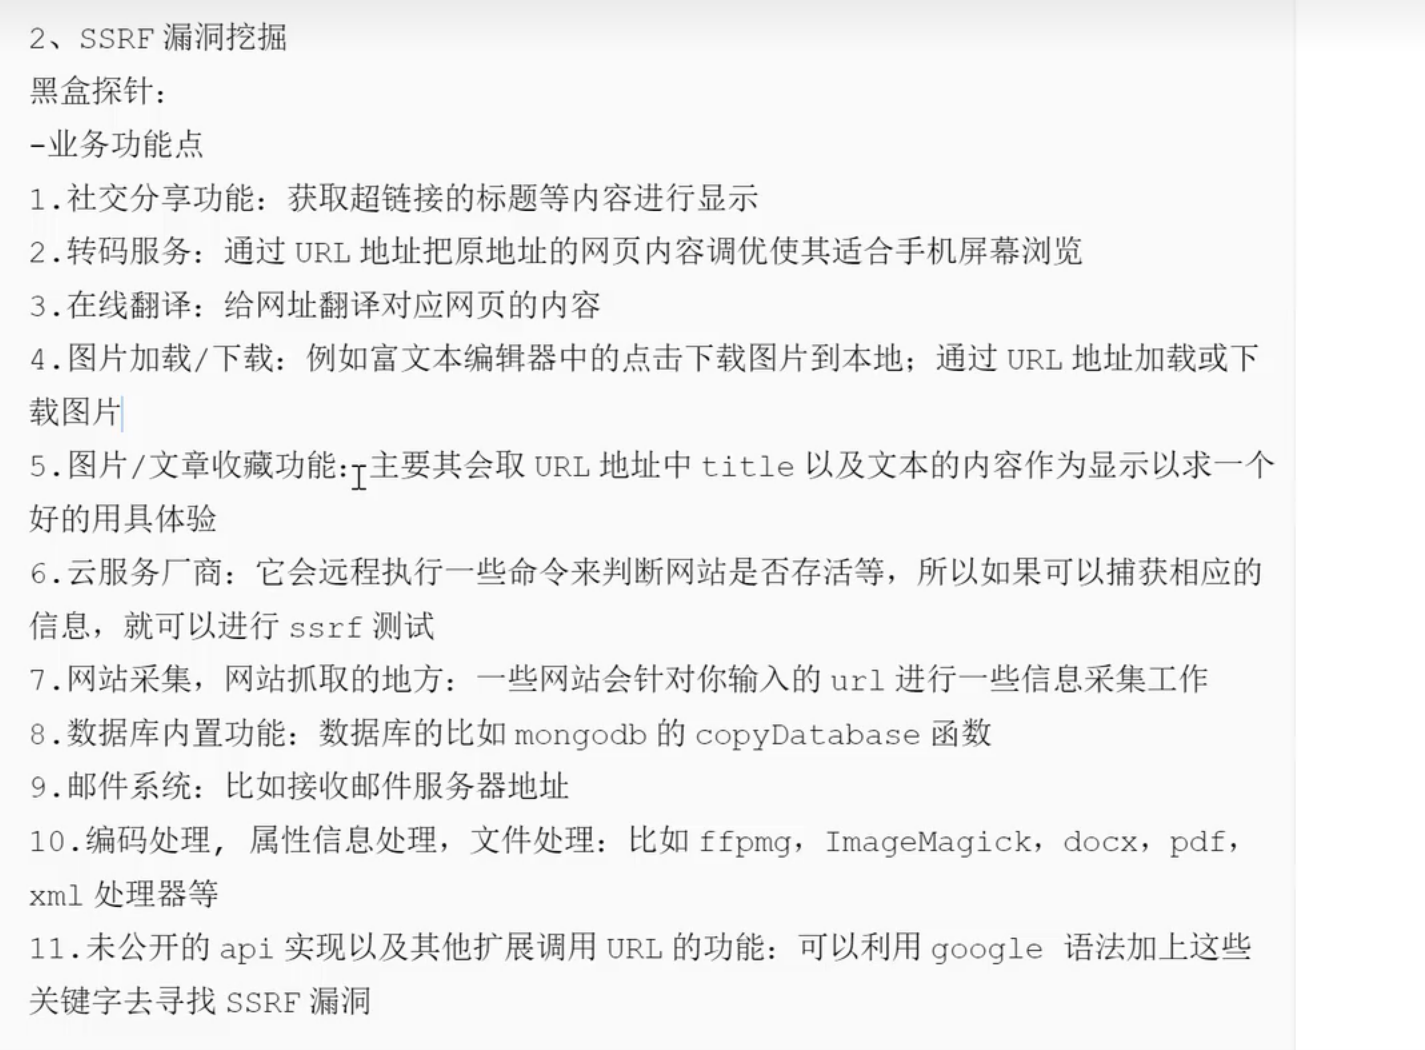 2、SSRF 漏洞挖掘
黑盒探针：
-业务功能点
1.社交分享功能：获取超链接的标题等内容进行显示
2.转码服务：通过 URL 地址把原地址的网页内容调优使其适合手机屏幕浏览
3.在线翻译：给网址翻译对应网页的内容
4.图片加载/下载：例如富文本编辑器中的点击下载图片到本地；通过 URL 地址加载或下
载图片
5.图片/文章收藏功能：主要其会取 URL 地址中 title 以及文本的内容作为显示以求一个
好的用具体验
6.云服务厂商：它会远程执行一些命令来判断网站是否存活等，所以如果可以捕获相应的
信息，就可以进行 ssrf 测试
7.网站采集，网站抓取的地方：一些网站会针对你输入的 url 进行一些信息采集工作
8.数据库内置功能：数据库的比如 mongodb 的 copyDatabase 函数
9.邮件系统：比如接收邮件服务器地址
10.编码处理, 属性信息处理，文件处理：比如 ffpmg，ImageMagick，docx，pdf，
xml 处理器等
11.未公开的 api 实现以及其他扩展调用 URL 的功能：可以利用 google 语法加上这些
关键字去寻找 SSRF 漏洞